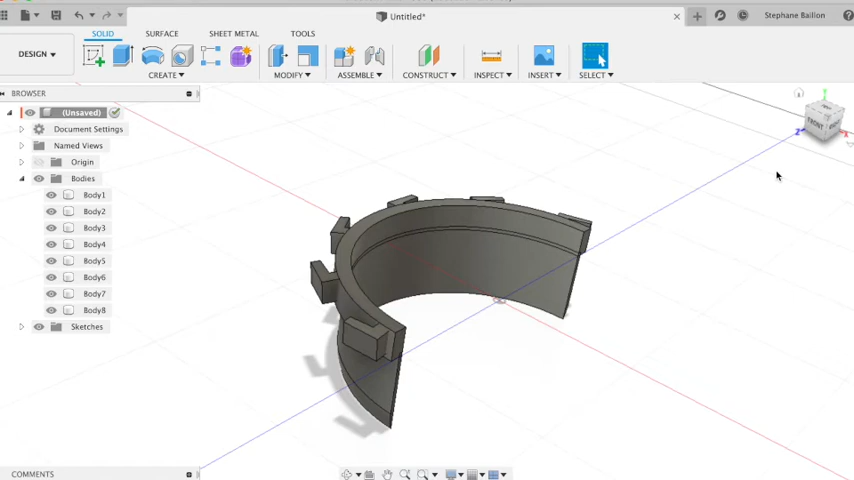 Untitled*
Stephane Baillon
SOLID SURFACE SHEET METAL TOOLS
DESIGN
CREATE MODIFY ASSEMBLE CONSTRUCT INSPECT INSERT SELECT
BROWSER
(Unsaved)
Document Settings
Named Views
Origin
Bodies
Body1
Body2
Body3
Body4
Body5
Body6
Body7
Body8
Sketches
FRONT
Z
X
COMMENTS